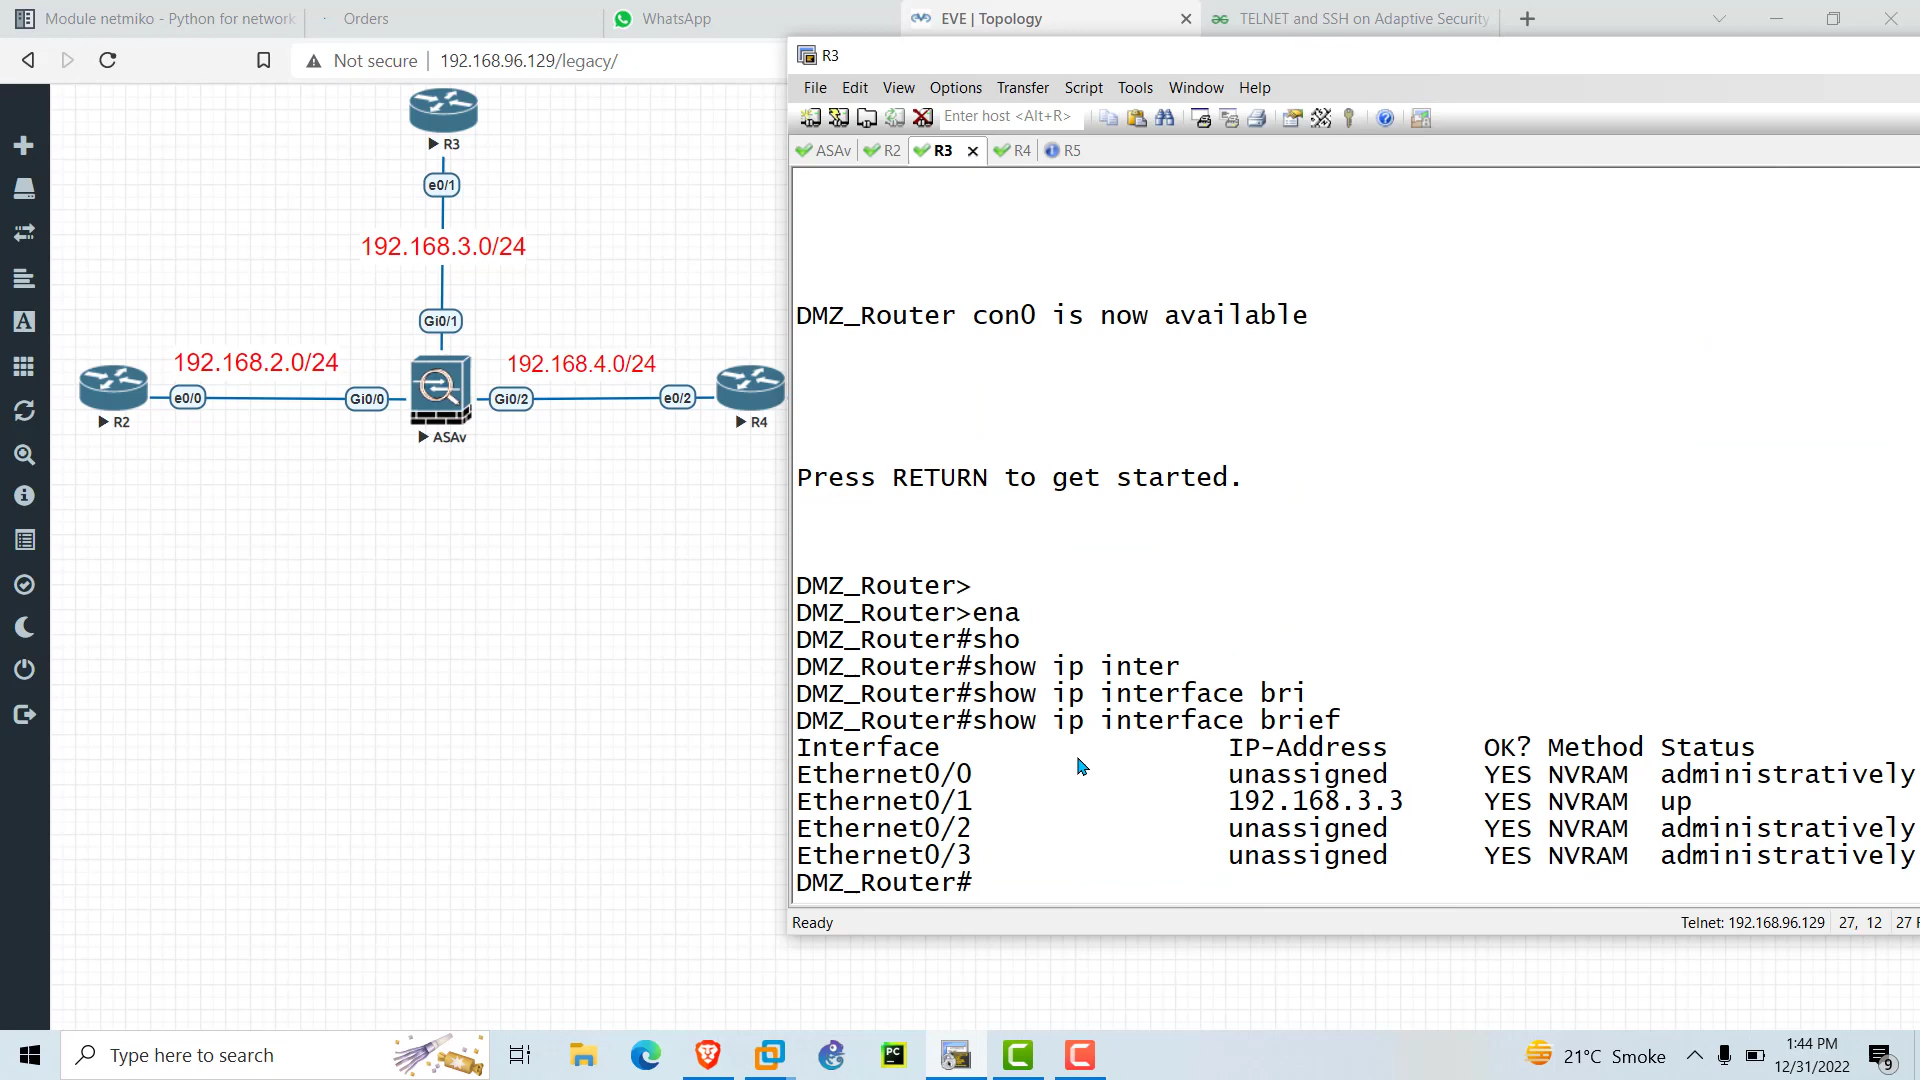 Module netmiko - Python for network
Orders
WhatsApp
EVE | Topology
TELNET and SSH on Adaptive Security
Not secure | 192.168.96.129/legacy/
R3
File Edit View Options Transfer Script Tools Window Help
Enter host <Alt+R>
ASAv R2 R3 R4 R5
R3
e0/1
192.168.3.0/24
Gi0/1
192.168.2.0/24
192.168.4.0/24
e0/0
Gi0/0
Gi0/2
e0/2
R2
ASAv
R4
DMZ_Router con0 is now available
Press RETURN to get started.
DMZ_Router>
DMZ_Router>ena
DMZ_Router#sho
DMZ_Router#show ip inter
DMZ_Router#show ip interface bri
DMZ_Router#show ip interface brief
Interface IP-Address OK? Method Status
Ethernet0/0 unassigned YES NVRAM administratively
Ethernet0/1 192.168.3.3 YES NVRAM up
Ethernet0/2 unassigned YES NVRAM administratively
Ethernet0/3 unassigned YES NVRAM administratively
DMZ_Router#
Ready
Telnet: 192.168.96.129 27, 12 27
Type here to search
PC
21°C Smoke
1:44 PM
12/31/2022
9